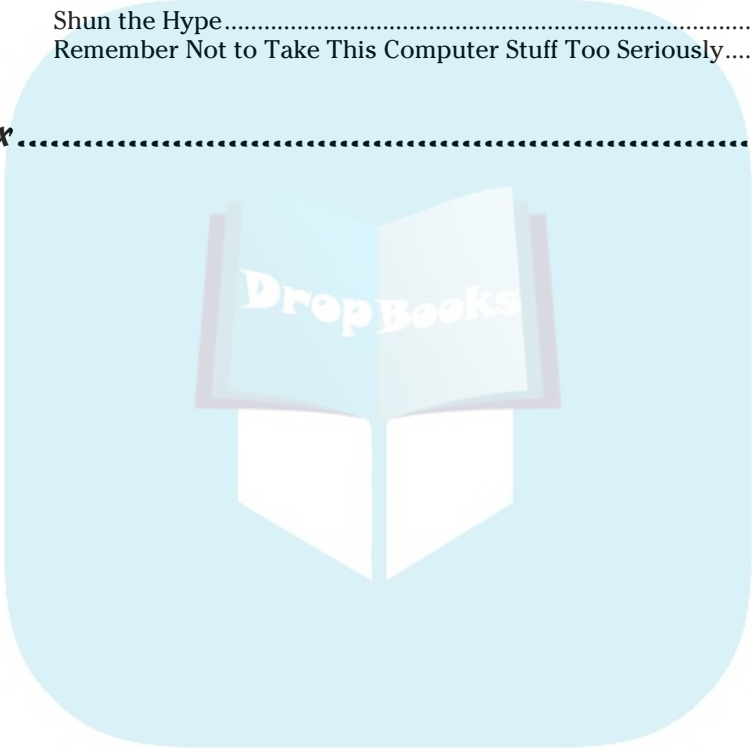 Shun the Hype........................................................................
Remember Not to Take This Computer Stuff Too Seriously....
x........................................................................
DropBooks